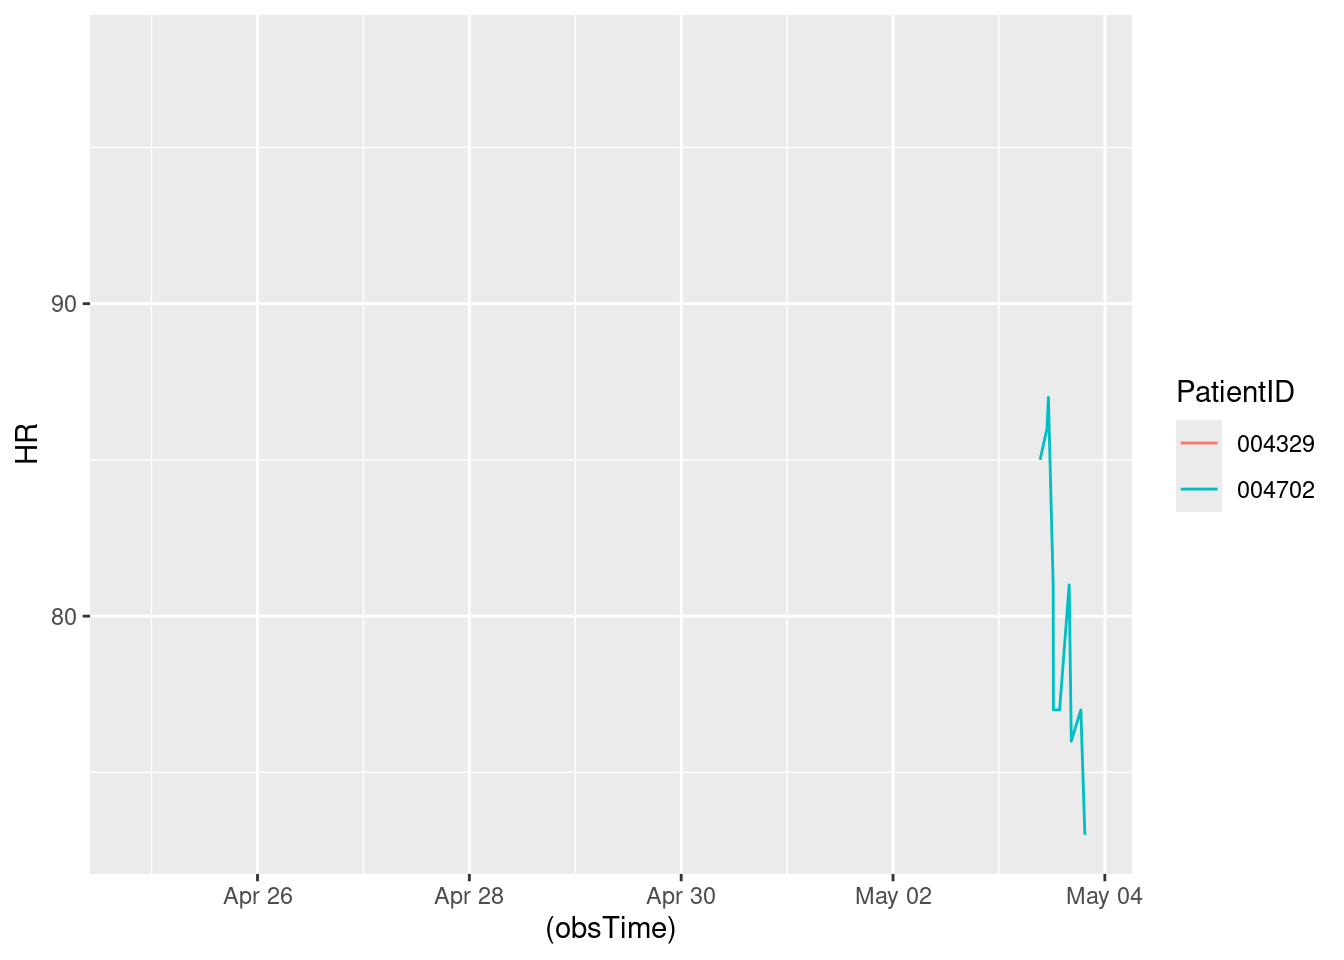 90
80
HR
Apr 26
Apr 28
Apr 30
May 02
May 04
(obsTime)
PatientID
004329
004702